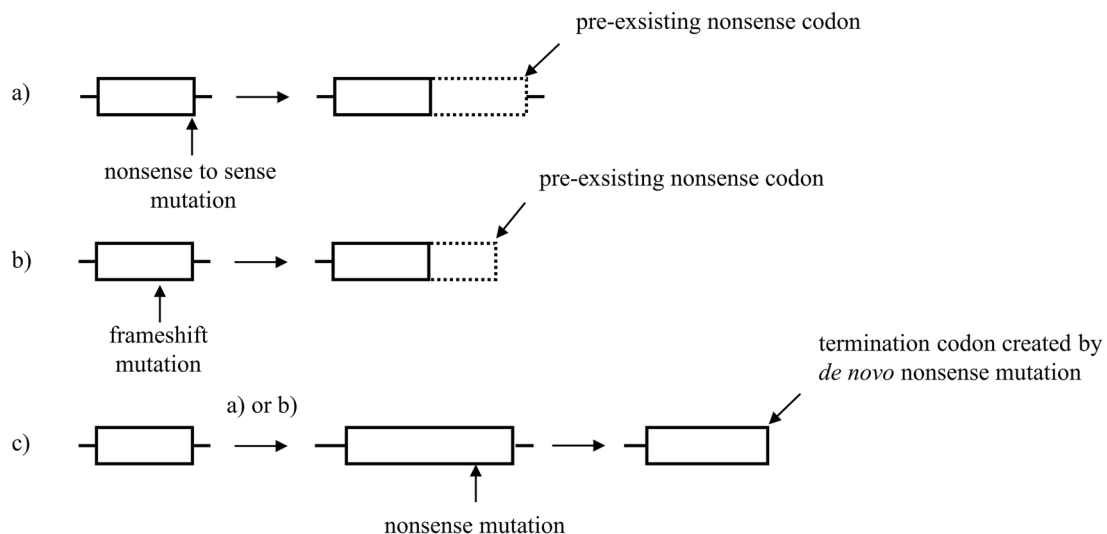 pre-exsisting nonsense codon
a)
nonsense to sense
mutation
pre-exsisting nonsense codon
b)
frameshift
mutation
termination codon created by
de novo nonsense mutation
a) or b)
c)
nonsense mutation